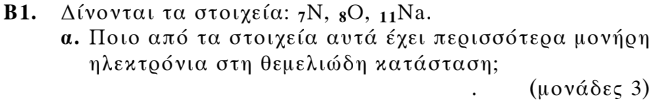 B1. Δίνονται τα στοιχεία: ₇N, ₈O, ₁₁Na.
α. Ποιο από τα στοιχεία αυτά έχει περισσότερα μονήρη
ηλεκτρόνια στη θεμελιώδη κατάσταση;
. (μονάδες 3)